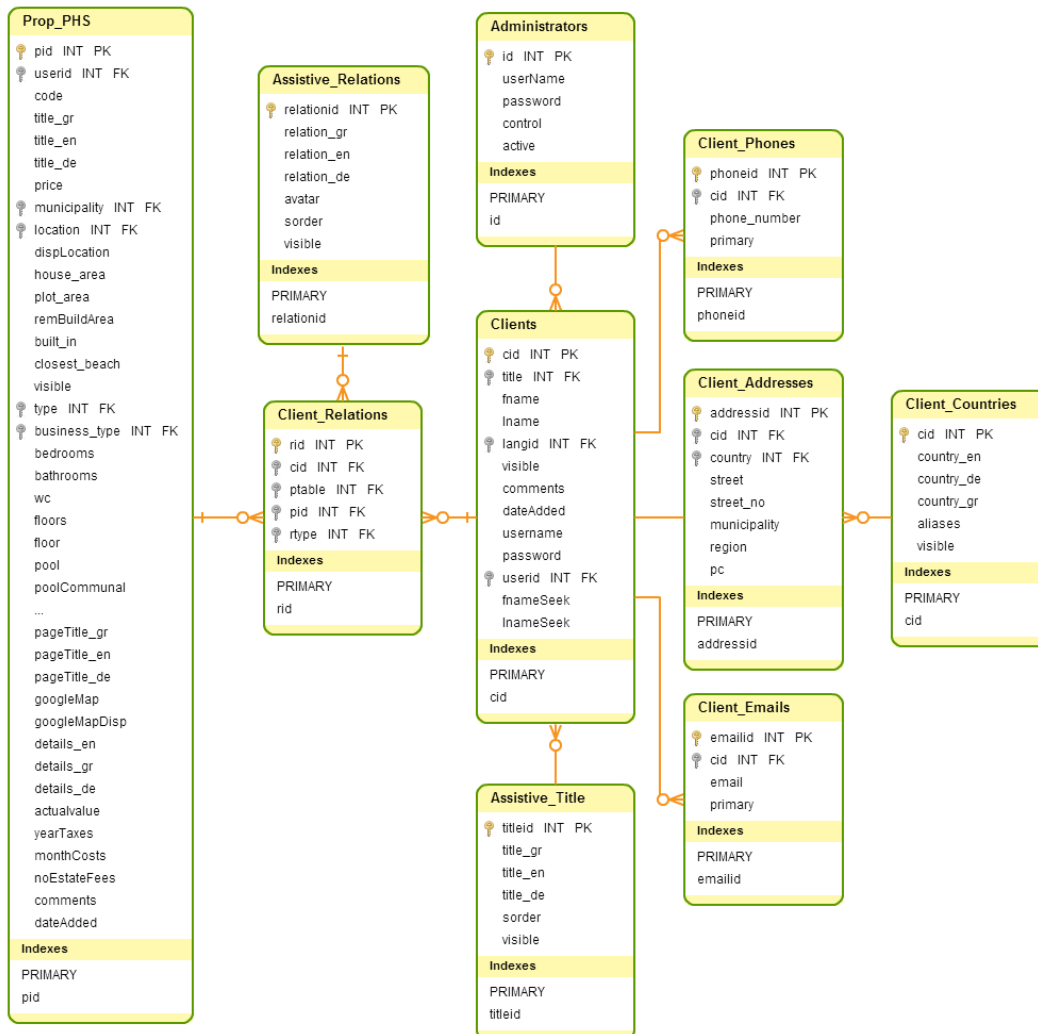 Prop_PHS
pid INT PK
userid INT FK
code
title_gr
title_en
title_de
price
municipality INT FK
location INT FK
dispLocation
house_area
plot_area
remBuildArea
built_in
closest_beach
visible
type INT FK
business_type INT FK
bedrooms
bathrooms
wc
floors
floor
pool
poolCommunal
...
pageTitle_gr
pageTitle_en
pageTitle_de
googleMap
googleMapDisp
details_en
details_gr
details_de
actualvalue
yearTaxes
monthCosts
noEstateFees
comments
dateAdded
Indexes
PRIMARY
pid
Assistive_Relations
relationid INT PK
relation_gr
relation_en
relation_de
avatar
sorder
visible
Indexes
PRIMARY
relationid
Client_Relations
rid INT PK
cid INT FK
ptable INT FK
pid INT FK
rtype INT FK
Indexes
PRIMARY
rid
Administrators
id INT PK
userName
password
control
active
Indexes
PRIMARY
id
Clients
cid INT PK
title INT FK
fname
lname
langid INT FK
visible
comments
dateAdded
username
password
userid INT FK
fnameSeek
lnameSeek
Indexes
PRIMARY
cid
Assistive_Title
titleid INT PK
title_gr
title_en
title_de
sorder
visible
Indexes
PRIMARY
titleid
Client_Phones
phoneid INT PK
cid INT FK
phone_number
primary
Indexes
PRIMARY
phoneid
Client_Addresses
addressid INT PK
cid INT FK
country INT FK
street
street_no
municipality
region
pc
Indexes
PRIMARY
addressid
Client_Emails
emailid INT PK
cid INT FK
email
primary
Indexes
PRIMARY
emailid
Client_Countries
cid INT PK
country_en
country_de
country_gr
aliases
visible
Indexes
PRIMARY
cid